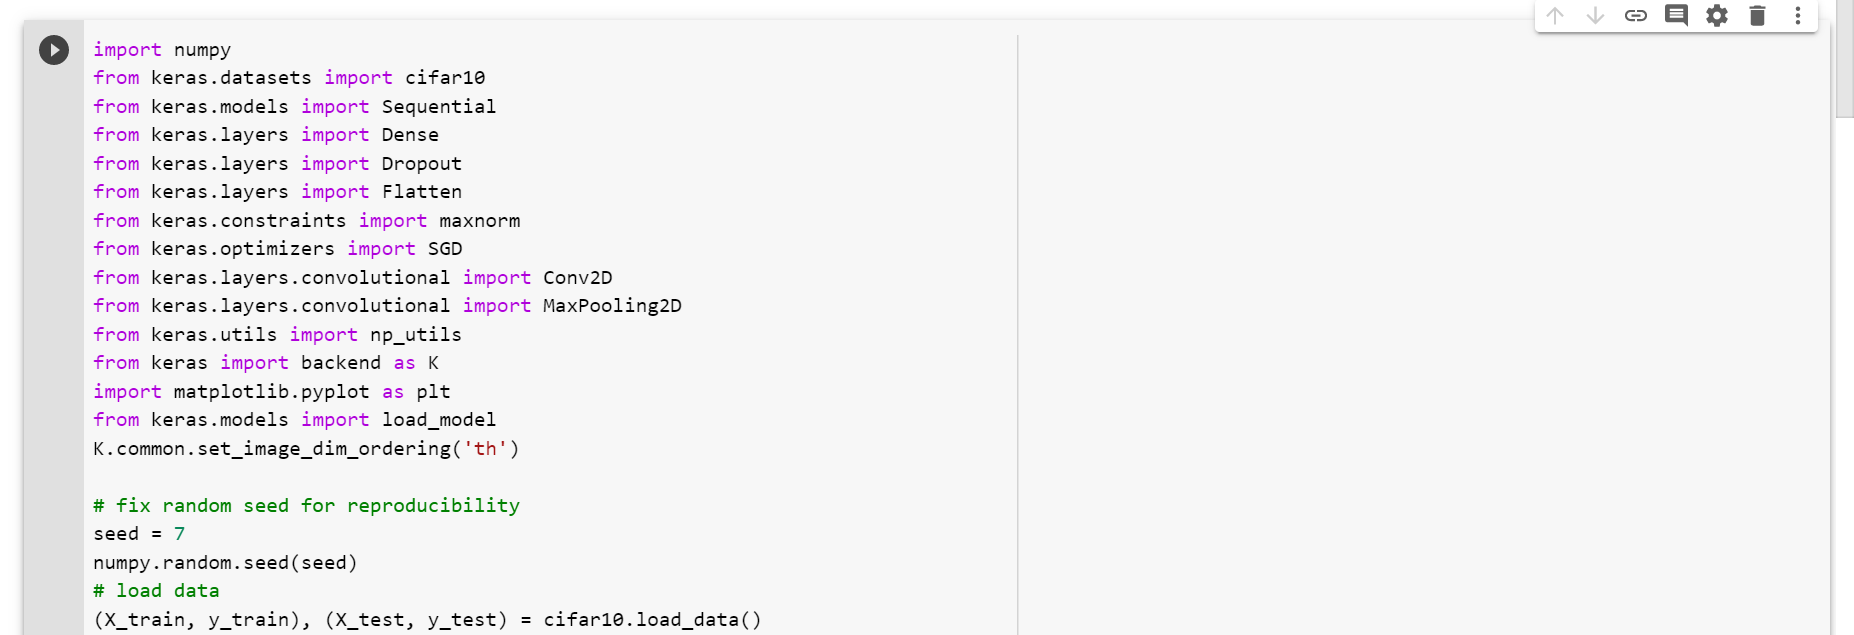 import numpy
from keras.datasets import cifar10
from keras.models import Sequential
from keras.layers import Dense
from keras.layers import Dropout
from keras.layers import Flatten
from keras.constraints import maxnorm
from keras.optimizers import SGD
from keras.layers.convolutional import Conv2D
from keras.layers.convolutional import MaxPooling2D
from keras.utils import np_utils
from keras import backend as K
import matplotlib.pyplot as plt
from keras.models import load_model
K.common.set_image_dim_ordering('th')

# fix random seed for reproducibility
seed = 7
numpy.random.seed(seed)
# load data
(X_train, y_train), (X_test, y_test) = cifar10.load_data()